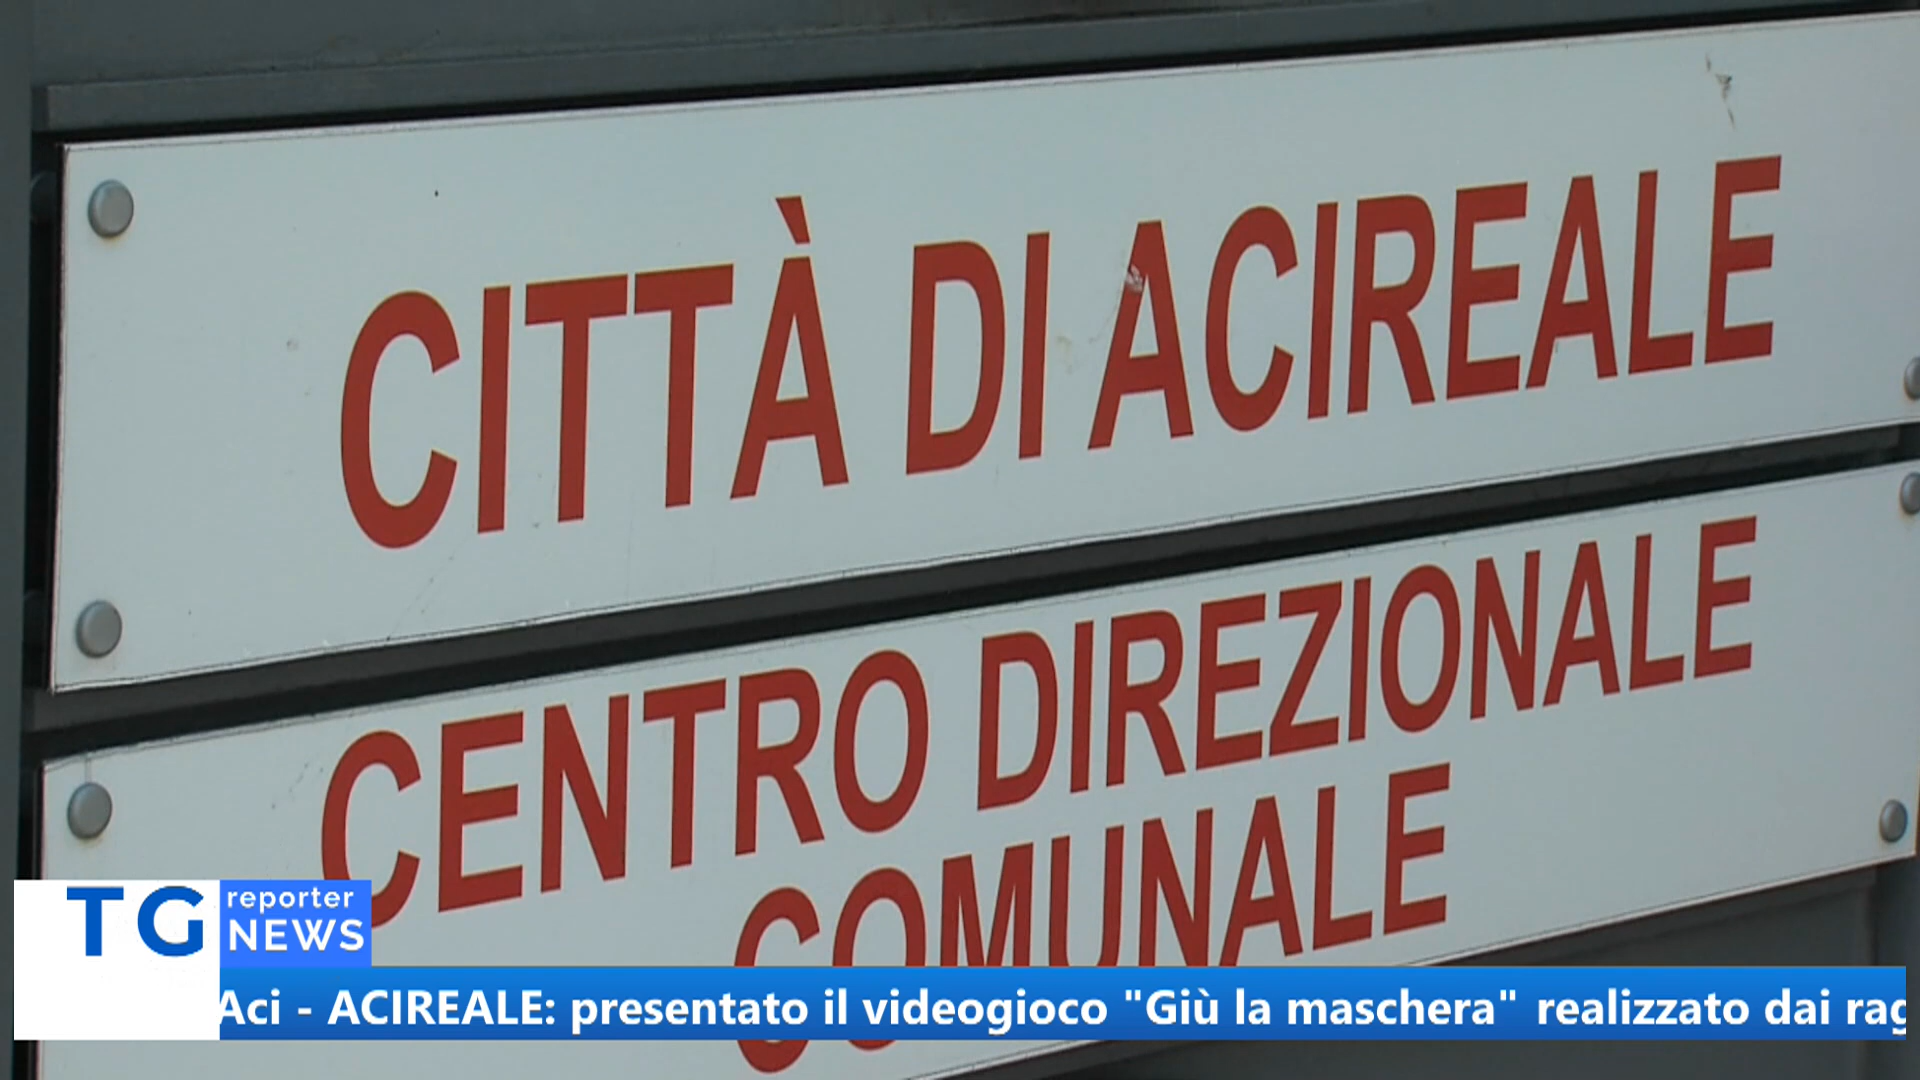 CITTÀ DI ACIREALE
CENTRO DIREZIONALE
COMUNALE
TG reporter
NEWS
Aci - ACIREALE: presentato il videogioco "Giù la maschera" realizzato dai rag